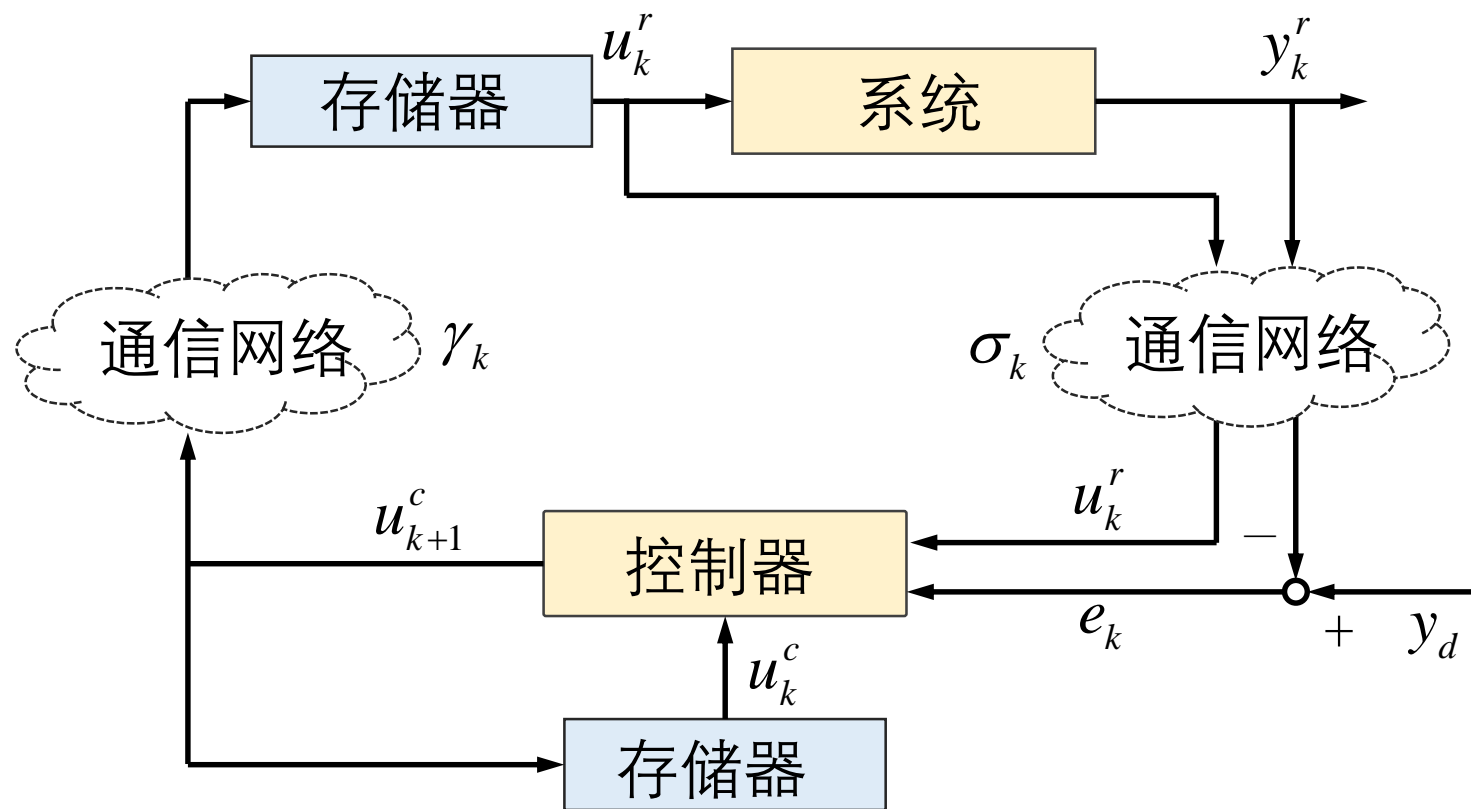 u_k^r
y_k^r
存储器
系统
通信网络
γ_k
σ_k
通信网络
u_{k+1}^c
u_k^r
−
控制器
e_k
+
y_d
u_k^c
存储器